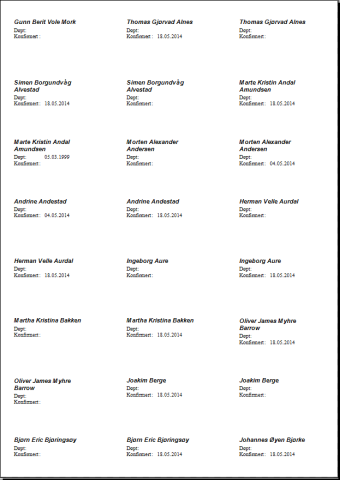 Gunn Berit Vole Mork
Døpt:
Konfirmert:
Thomas Gjørvad Alnes
Døpt:
Konfirmert: 18.05.2014
Thomas Gjørvad Alnes
Døpt:
Konfirmert:
Simen Borgundvåg
Alvestad
Døpt:
Konfirmert: 18.05.2014
Simen Borgundvåg
Alvestad
Døpt:
Konfirmert:
Marte Kristin Andal
Amundsen
Døpt:
Konfirmert: 18.05.2014
Marte Kristin Andal
Amundsen
Døpt: 05.03.1999
Konfirmert:
Morten Alexander
Andersen
Døpt:
Konfirmert:
Morten Alexander
Andersen
Døpt:
Konfirmert: 04.05.2014
Andrine Andestad
Døpt:
Konfirmert: 04.05.2014
Andrine Andestad
Døpt:
Konfirmert: 18.05.2014
Herman Velle Aurdal
Døpt:
Konfirmert:
Herman Velle Aurdal
Døpt:
Konfirmert: 18.05.2014
Ingeborg Aure
Døpt:
Konfirmert:
Ingeborg Aure
Døpt:
Konfirmert: 18.05.2014
Martha Kristina Bakken
Døpt:
Konfirmert:
Martha Kristina Bakken
Døpt:
Konfirmert: 18.05.2014
Oliver James Myhre
Barrow
Døpt:
Konfirmert: 18.05.2014
Oliver James Myhre
Barrow
Døpt:
Konfirmert:
Joakim Berge
Døpt:
Konfirmert: 18.05.2014
Joakim Berge
Døpt:
Konfirmert:
Bjørn Eric Bjøringsøy
Døpt:
Konfirmert:
Bjørn Eric Bjøringsøy
Døpt:
Konfirmert: 18.05.2014
Johannes Øyen Bjørke
Døpt:
Konfirmert: 18.05.2014